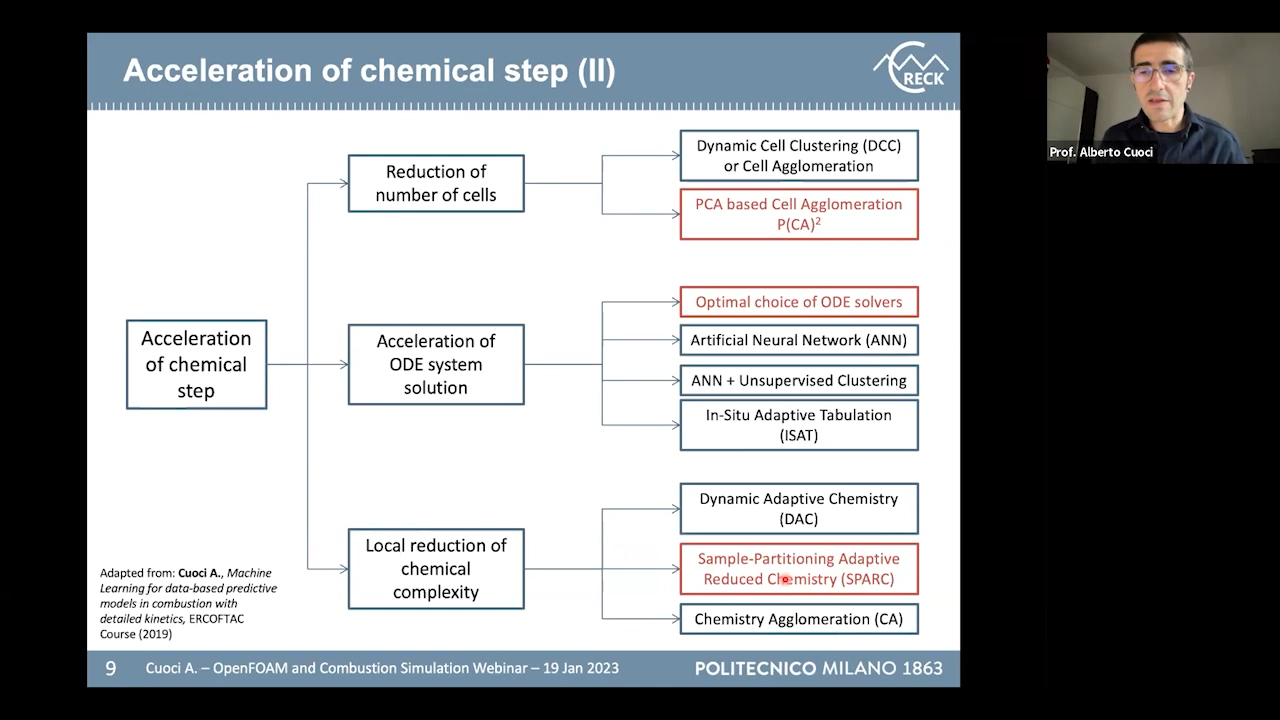 Acceleration of chemical step (II)
CRECK
Prof. Alberto Cuoci
Acceleration
of chemical
step
Reduction of
number of cells
Dynamic Cell Clustering (DCC)
or Cell Agglomeration
PCA based Cell Agglomeration
P(CA)²
Acceleration of
ODE system
solution
Optimal choice of ODE solvers
Artificial Neural Network (ANN)
ANN + Unsupervised Clustering
In-Situ Adaptive Tabulation
(ISAT)
Local reduction of
chemical
complexity
Dynamic Adaptive Chemistry
(DAC)
Sample-Partitioning Adaptive
Reduced Chemistry (SPARC)
Chemistry Agglomeration (CA)
Adapted from: Cuoci A., Machine
Learning for data-based predictive
models in combustion with
detailed kinetics, ERCOFTAC
Course (2019)
9
Cuoci A. – OpenFOAM and Combustion Simulation Webinar – 19 Jan 2023
POLITECNICO MILANO 1863